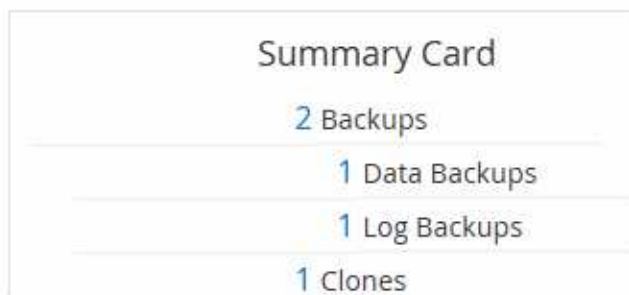 Summary Card
2 Backups
1 Data Backups
1 Log Backups
1 Clones